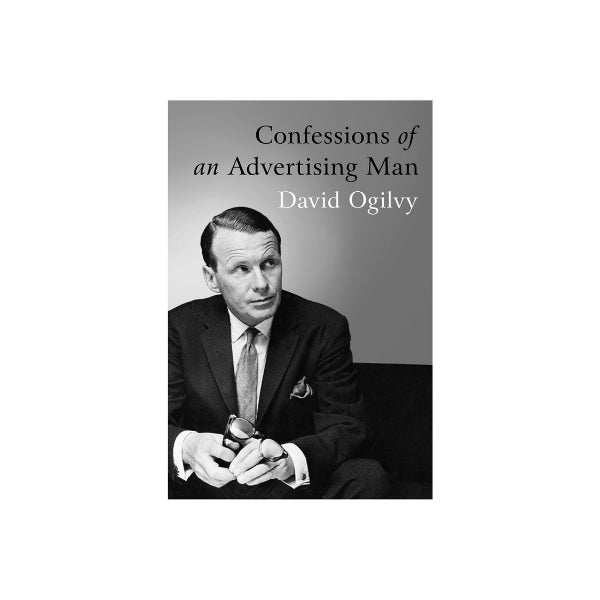 Confessions of
an Advertising Man
David Ogilvy